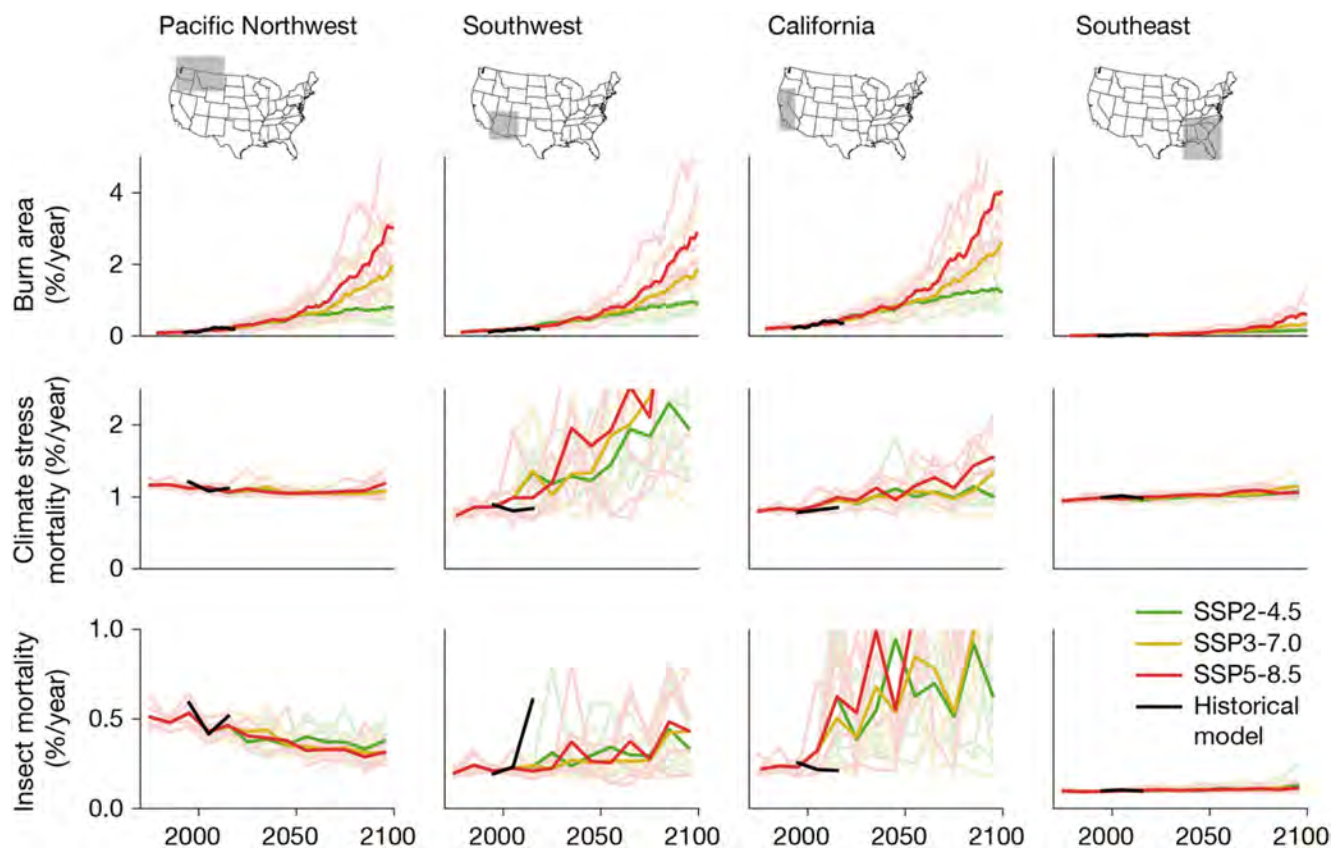 Pacific Northwest
Southwest
California
Southeast
Burn area
(%/year)
4
2
0
Climate stress
mortality (%/year)
2
1
0
Insect mortality
(%/year)
1.0
0.5
0.0
SSP2-4.5
SSP3-7.0
SSP5-8.5
Historical
model
2000 2050 2100
2000 2050 2100
2000 2050 2100
2000 2050 2100